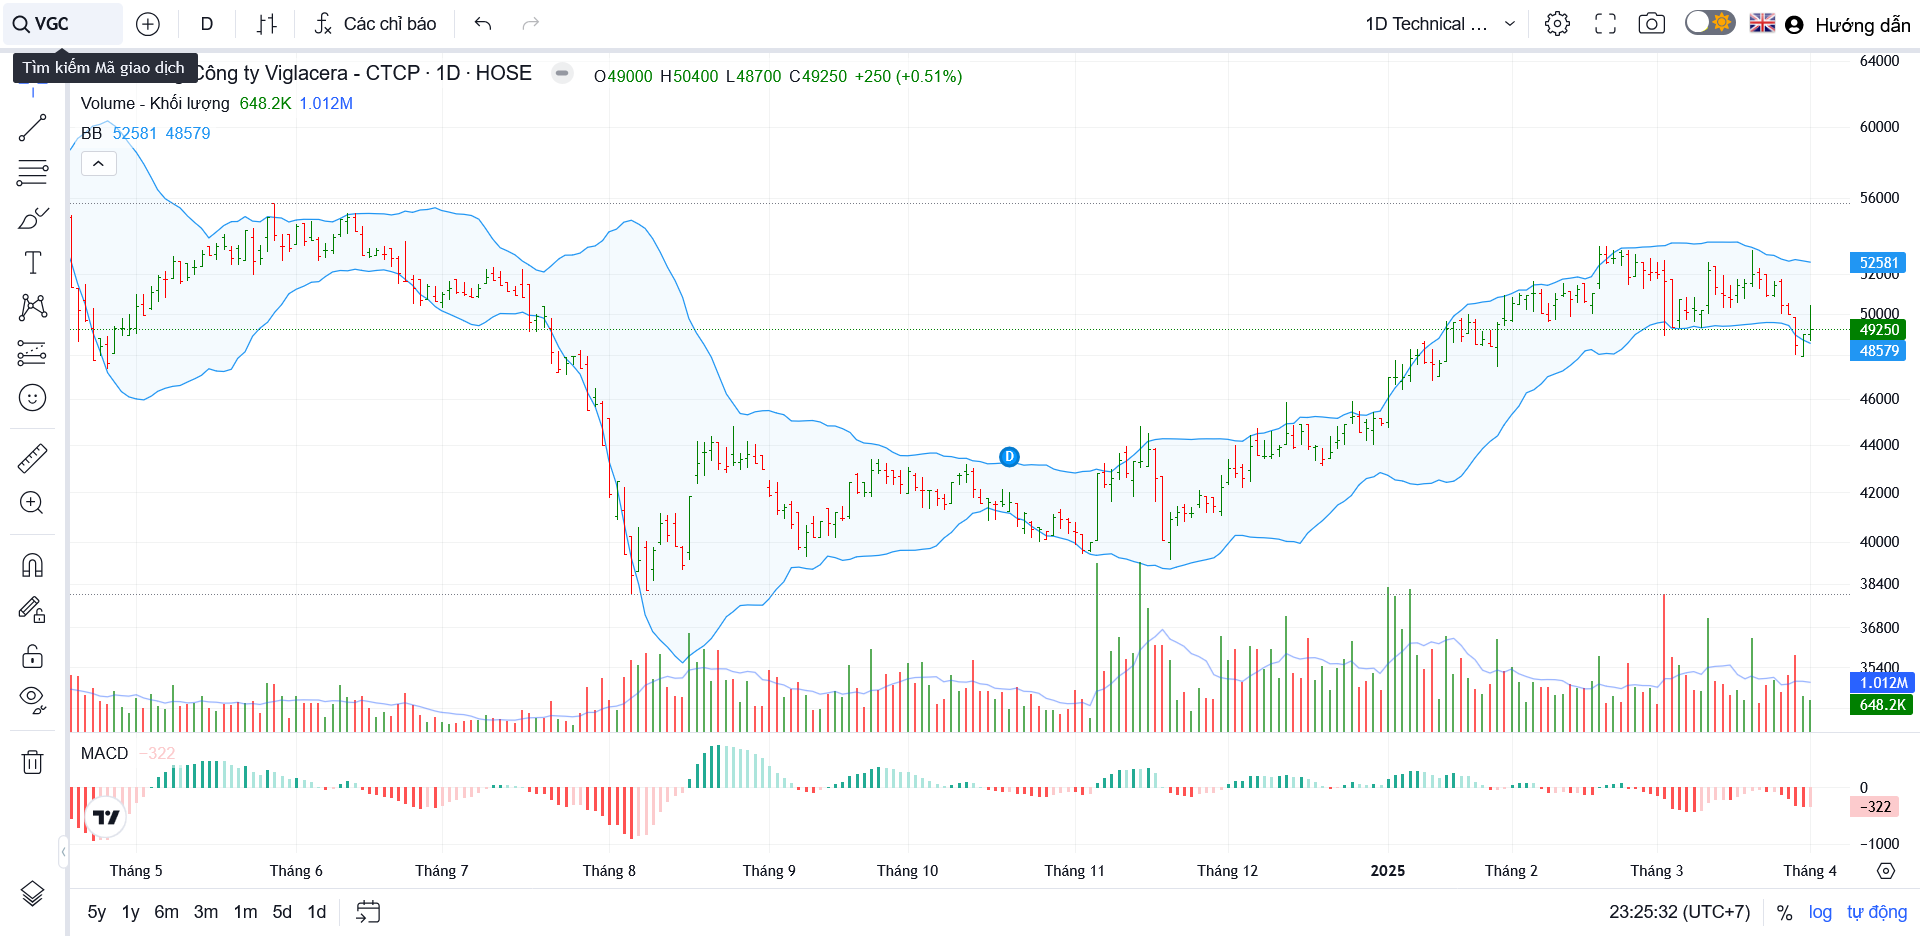 VGC
D
Các chỉ báo
1D Technical ...
Hướng dẫn
Tìm kiếm Mã giao dịch
Công ty Viglacera - CTCP · 1D · HOSE
O49000 H50400 L48700 C49250 +250 (+0.51%)
Volume - Khối lượng 648.2K 1.012M
BB 52581 48579
64000
60000
56000
52581
52000
50000
49250
48579
46000
44000
42000
40000
38400
36800
35400
1.012M
648.2K
D
MACD −322
0
−322
−1000
Tháng 5 Tháng 6 Tháng 7 Tháng 8 Tháng 9 Tháng 10 Tháng 11 Tháng 12 2025 Tháng 2 Tháng 3 Tháng 4
5y 1y 6m 3m 1m 5d 1d
23:25:32 (UTC+7) % log tự động